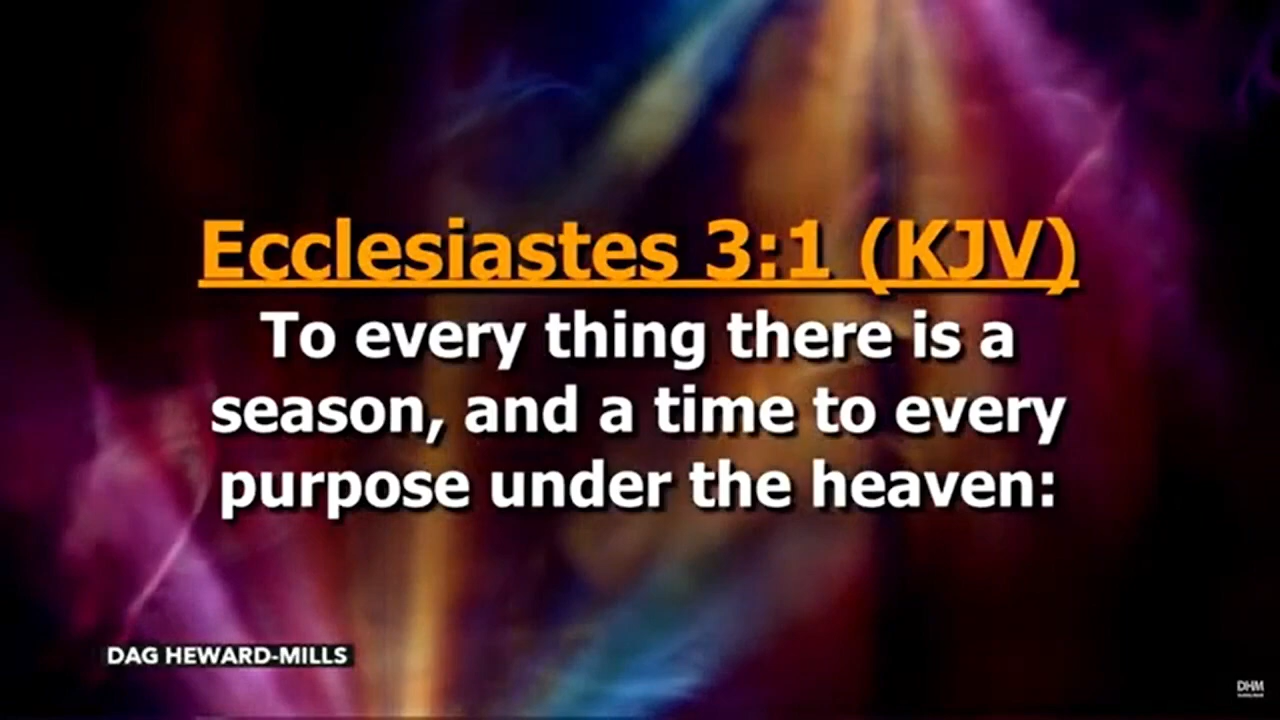 Ecclesiastes 3:1 (KJV)
To every thing there is a
season, and a time to every
purpose under the heaven:
DAG HEWARD-MILLS
DHM